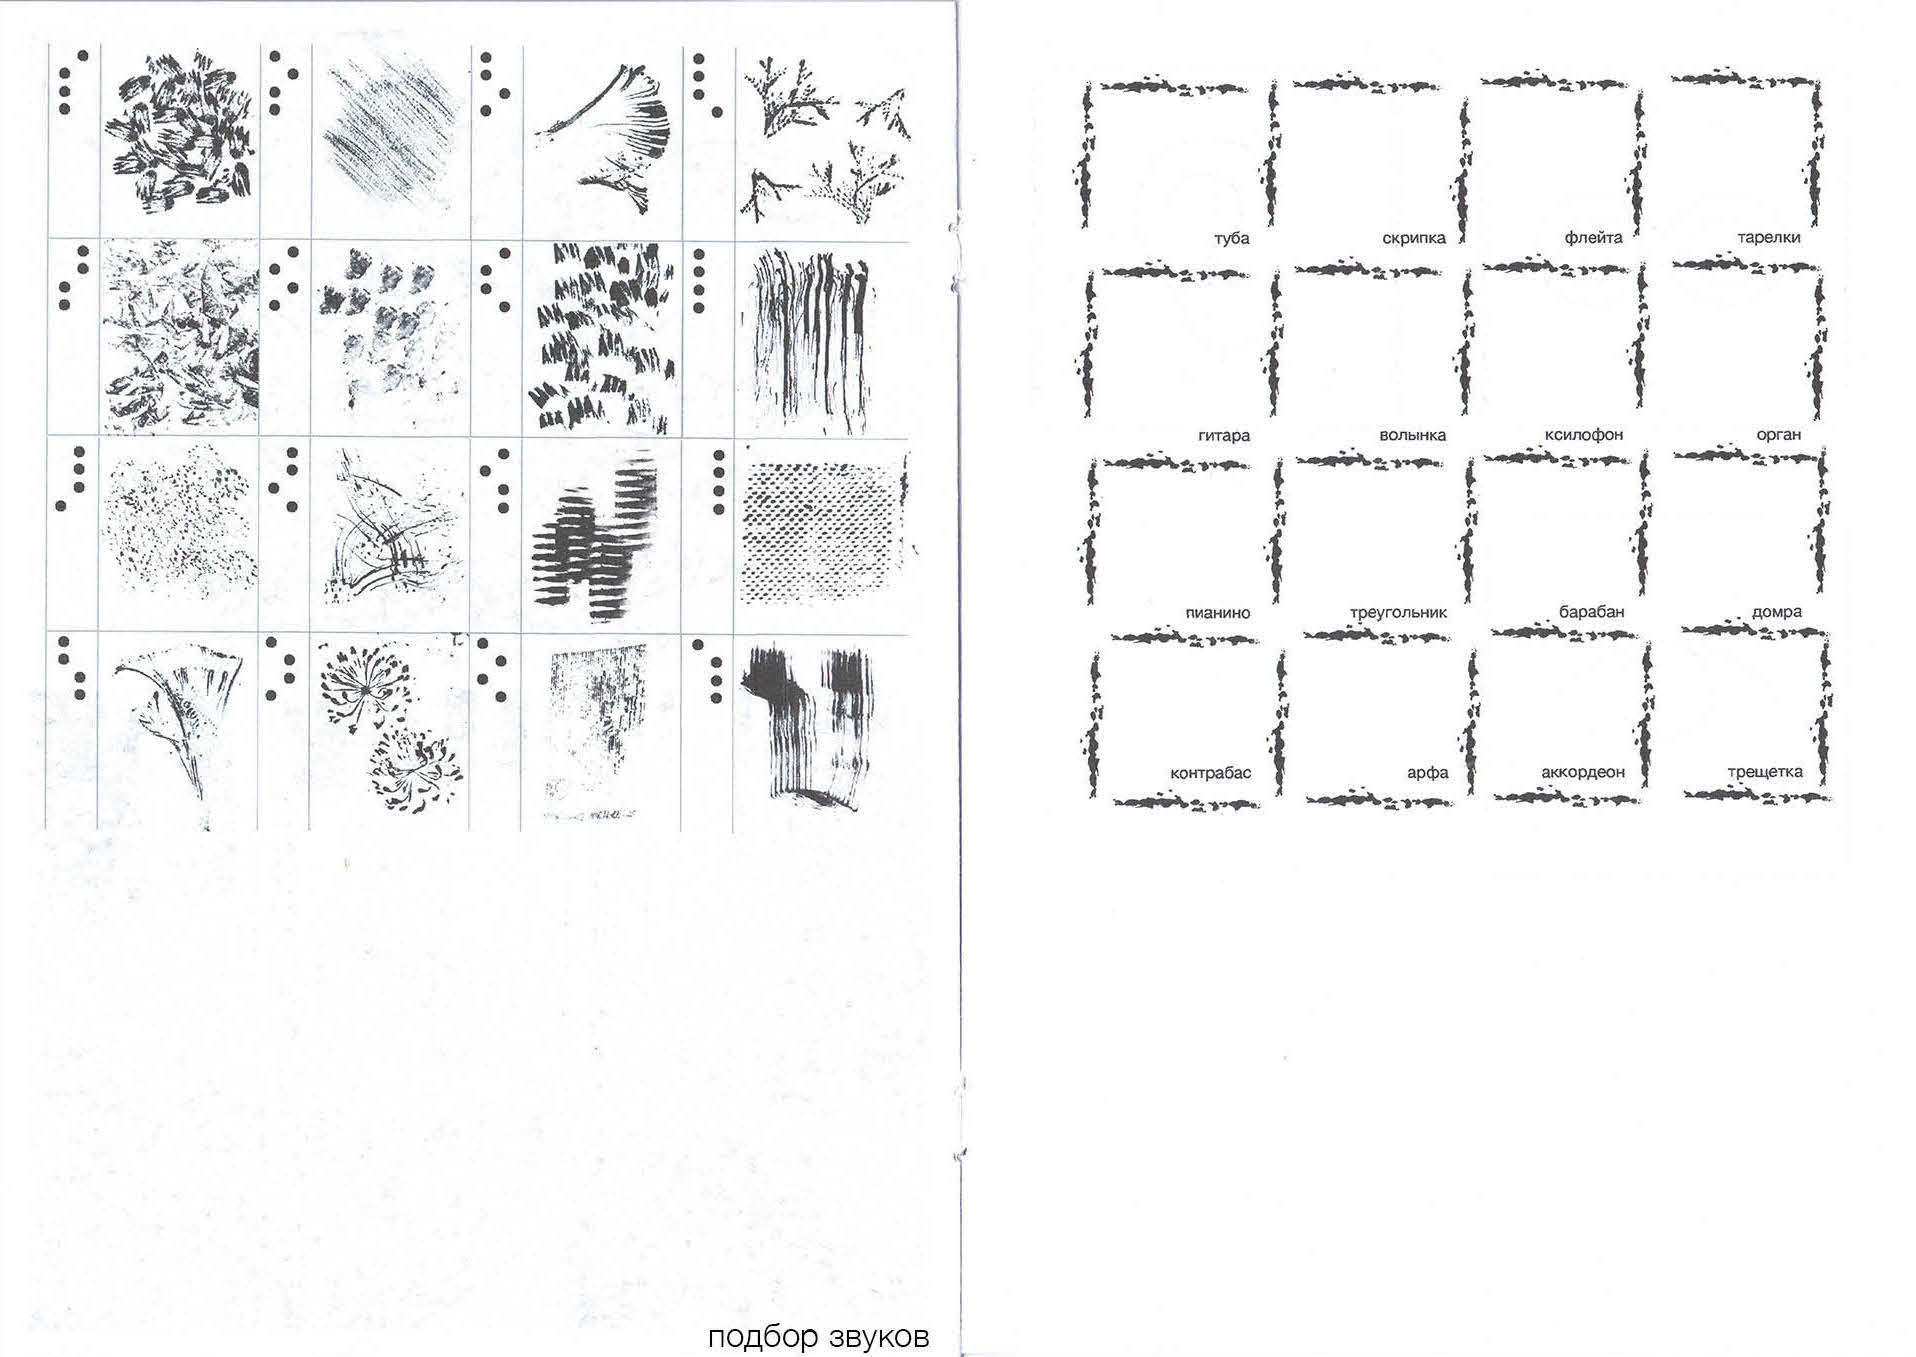 туба скрипка флейта тарелки
гитара волынка ксилофон орган
пианино треугольник барабан домра
контрабас арфа аккордеон трещетка
подбор звуков